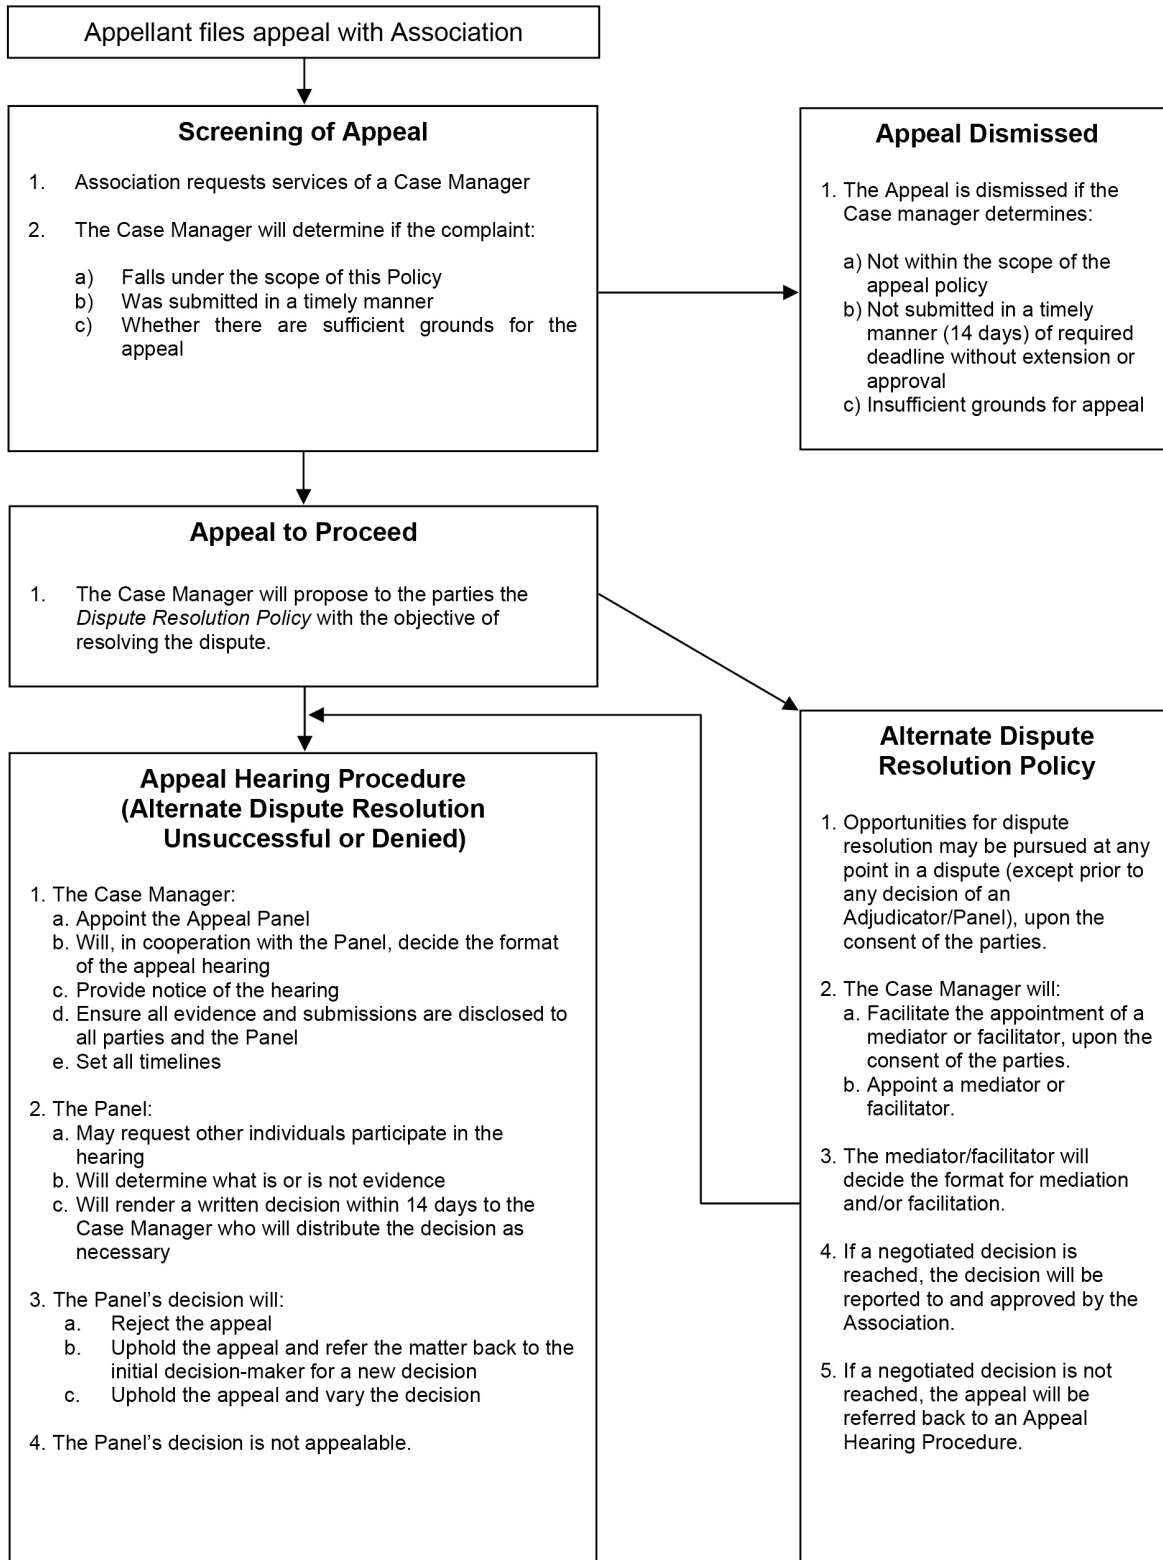 Appellant files appeal with Association
Screening of Appeal
1. Association requests services of a Case Manager
2. The Case Manager will determine if the complaint:
a) Falls under the scope of this Policy
b) Was submitted in a timely manner
c) Whether there are sufficient grounds for the
appeal
Appeal Dismissed
1. The Appeal is dismissed if the
Case manager determines:
a) Not within the scope of the
appeal policy
b) Not submitted in a timely
manner (14 days) of required
deadline without extension or
approval
c) Insufficient grounds for appeal
Appeal to Proceed
1. The Case Manager will propose to the parties the
Dispute Resolution Policy with the objective of
resolving the dispute.
Appeal Hearing Procedure
(Alternate Dispute Resolution
Unsuccessful or Denied)
1. The Case Manager:
a. Appoint the Appeal Panel
b. Will, in cooperation with the Panel, decide the format
of the appeal hearing
c. Provide notice of the hearing
d. Ensure all evidence and submissions are disclosed to
all parties and the Panel
e. Set all timelines
2. The Panel:
a. May request other individuals participate in the
hearing
b. Will determine what is or is not evidence
c. Will render a written decision within 14 days to the
Case Manager who will distribute the decision as
necessary
3. The Panel’s decision will:
a. Reject the appeal
b. Uphold the appeal and refer the matter back to the
initial decision-maker for a new decision
c. Uphold the appeal and vary the decision
4. The Panel’s decision is not appealable.
Alternate Dispute
Resolution Policy
1. Opportunities for dispute
resolution may be pursued at any
point in a dispute (except prior to
any decision of an
Adjudicator/Panel), upon the
consent of the parties.
2. The Case Manager will:
a. Facilitate the appointment of a
mediator or facilitator, upon the
consent of the parties.
b. Appoint a mediator or
facilitator.
3. The mediator/facilitator will
decide the format for mediation
and/or facilitation.
4. If a negotiated decision is
reached, the decision will be
reported to and approved by the
Association.
5. If a negotiated decision is not
reached, the appeal will be
referred back to an Appeal
Hearing Procedure.